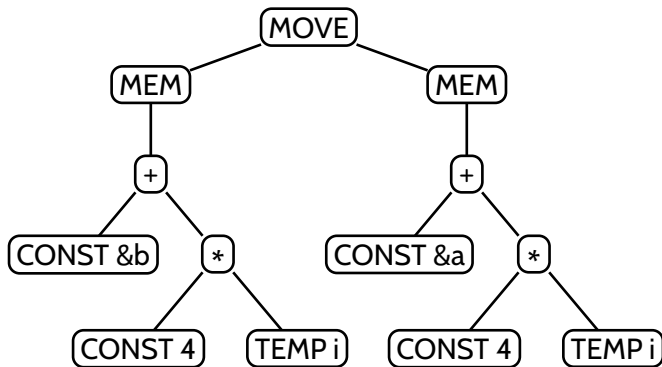 MOVE
MEM MEM
+ +
CONST &b * CONST &a *
CONST 4 TEMP i CONST 4 TEMP i